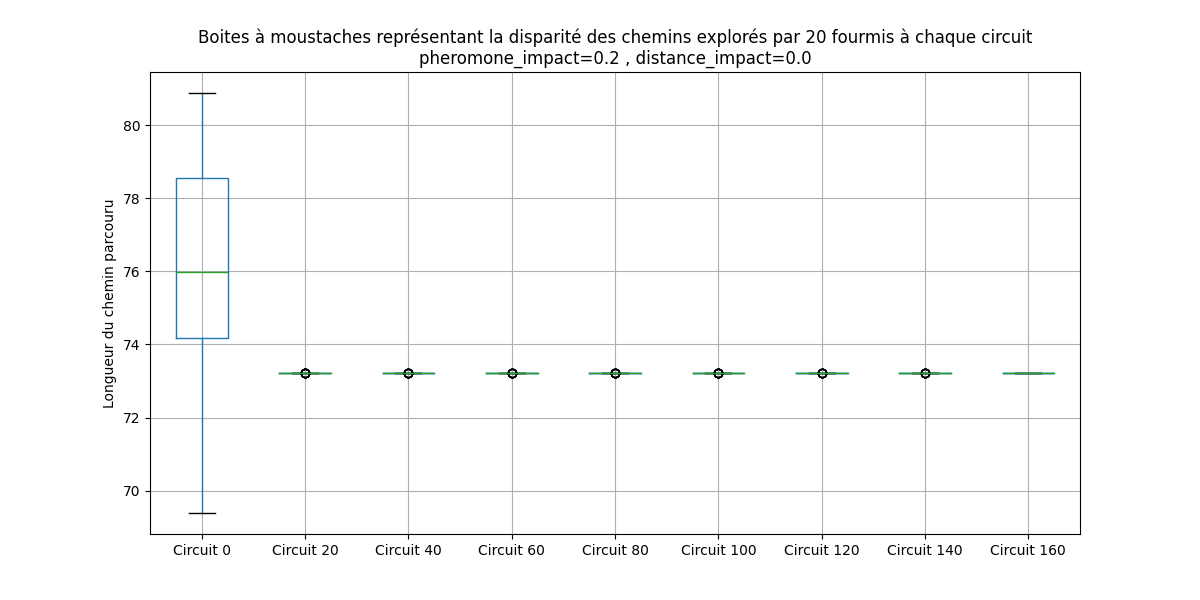 Boites à moustaches représentant la disparité des chemins explorés par 20 fourmis à chaque circuit
pheromone_impact=0.2 , distance_impact=0.0
Longueur du chemin parcouru
80
78
76
74
72
70
Circuit 0
Circuit 20
Circuit 40
Circuit 60
Circuit 80
Circuit 100
Circuit 120
Circuit 140
Circuit 160